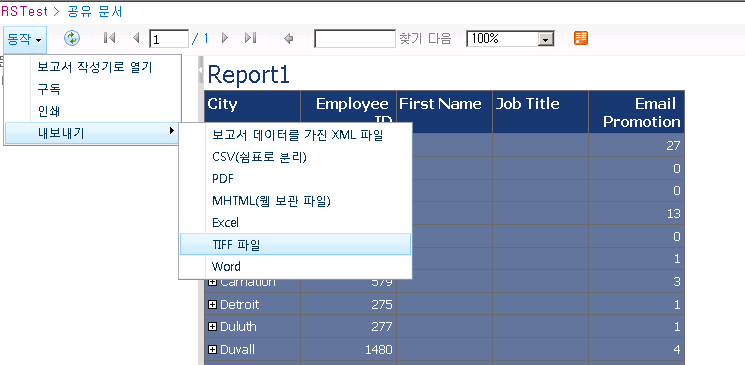 RSTest > 공유 문서
동작
1 / 1
찾기 다음
100%
보고서 작성기로 열기
구독
인쇄
내보내기
보고서 데이터를 가진 XML 파일
CSV(쉼표로 분리)
PDF
MHTML(웹 보관 파일)
Excel
TIFF 파일
Word
Report1
City Employee ID First Name Job Title Email Promotion
27
0
0
13
0
1
Carnation 579 3
Detroit 275 1
Duluth 277 1
Duvall 1480 4